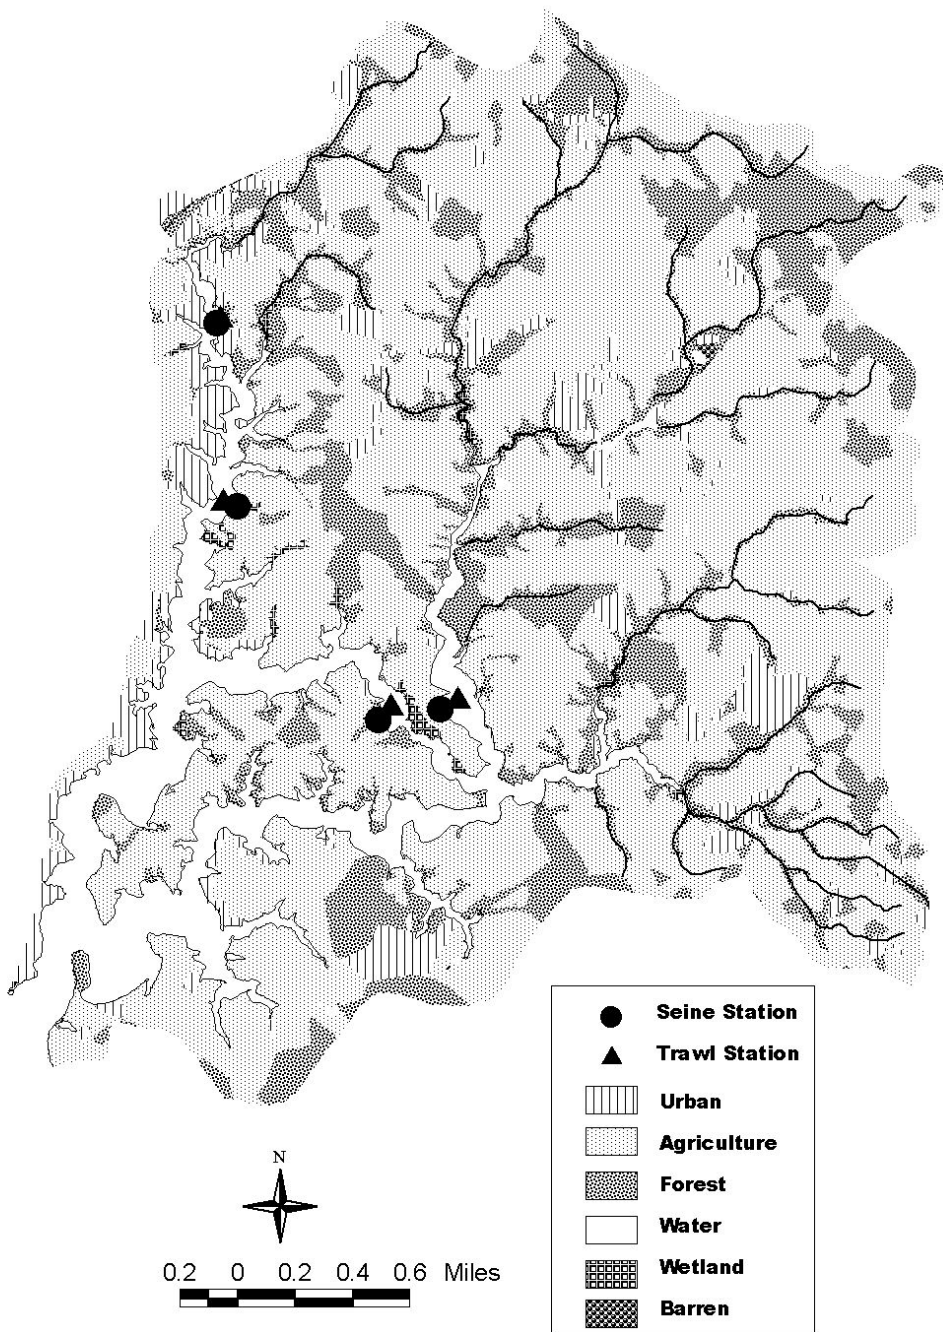 Seine Station
Trawl Station
Urban
Agriculture
Forest
Water
Wetland
Barren
N
0.2 0 0.2 0.4 0.6 Miles